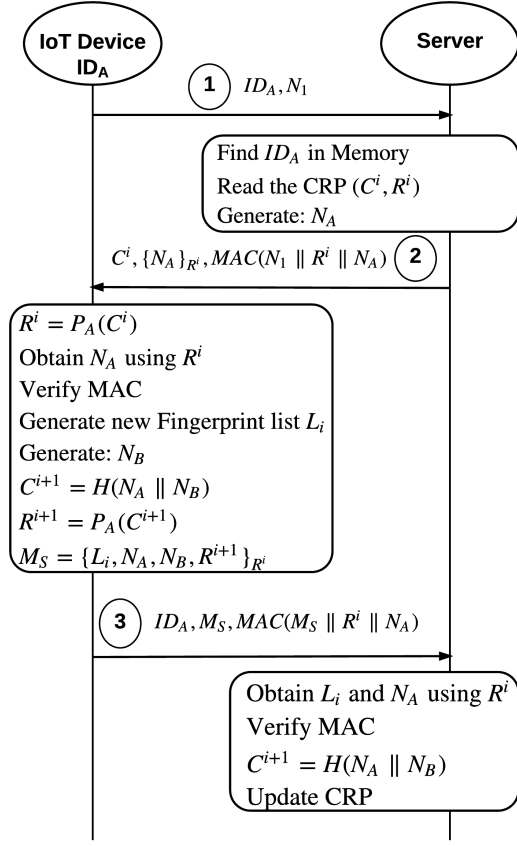 IoT Device
ID_A
Server
1
ID_A, N_1
Find ID_A in Memory
Read the CRP (C^i, R^i)
Generate: N_A
C^i, {N_A}_{R^i}, MAC(N_1 ∥ R^i ∥ N_A)
2
R^i = P_A(C^i)
Obtain N_A using R^i
Verify MAC
Generate new Fingerprint list L_i
Generate: N_B
C^{i+1} = H(N_A ∥ N_B)
R^{i+1} = P_A(C^{i+1})
M_S = {L_i, N_A, N_B, R^{i+1}}_{R^i}
3
ID_A, M_S, MAC(M_S ∥ R^i ∥ N_A)
Obtain L_i and N_A using R^i
Verify MAC
C^{i+1} = H(N_A ∥ N_B)
Update CRP